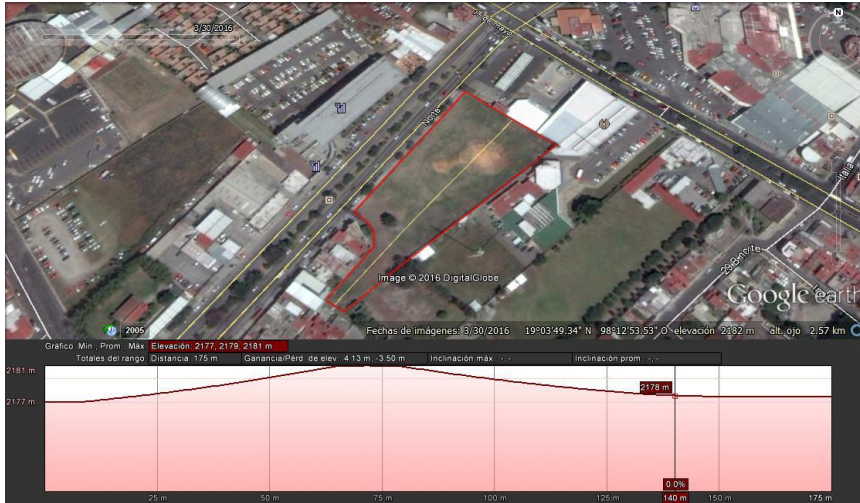 3/30/2016
N
Norte
Italia
29 B norte
Image © 2016 DigitalGlobe
Google earth
2005
Fechas de imágenes: 3/30/2016 19°03'49.34" N 98°12'53.53" O elevación 2182 m alt. ojo 2.57 km
Gráfico Mín., Prom., Máx. Elevación: 2177, 2179, 2181 m
Totales del rango: Distancia: 175 m Ganancia/Pérd. de elev.: 4.13 m, -3.50 m Inclinación máx.: -, - Inclinación prom.: -, -
2181 m
2177 m
2178 m
0.0%
25 m 50 m 75 m 100 m 125 m 140 m 150 m 175 m